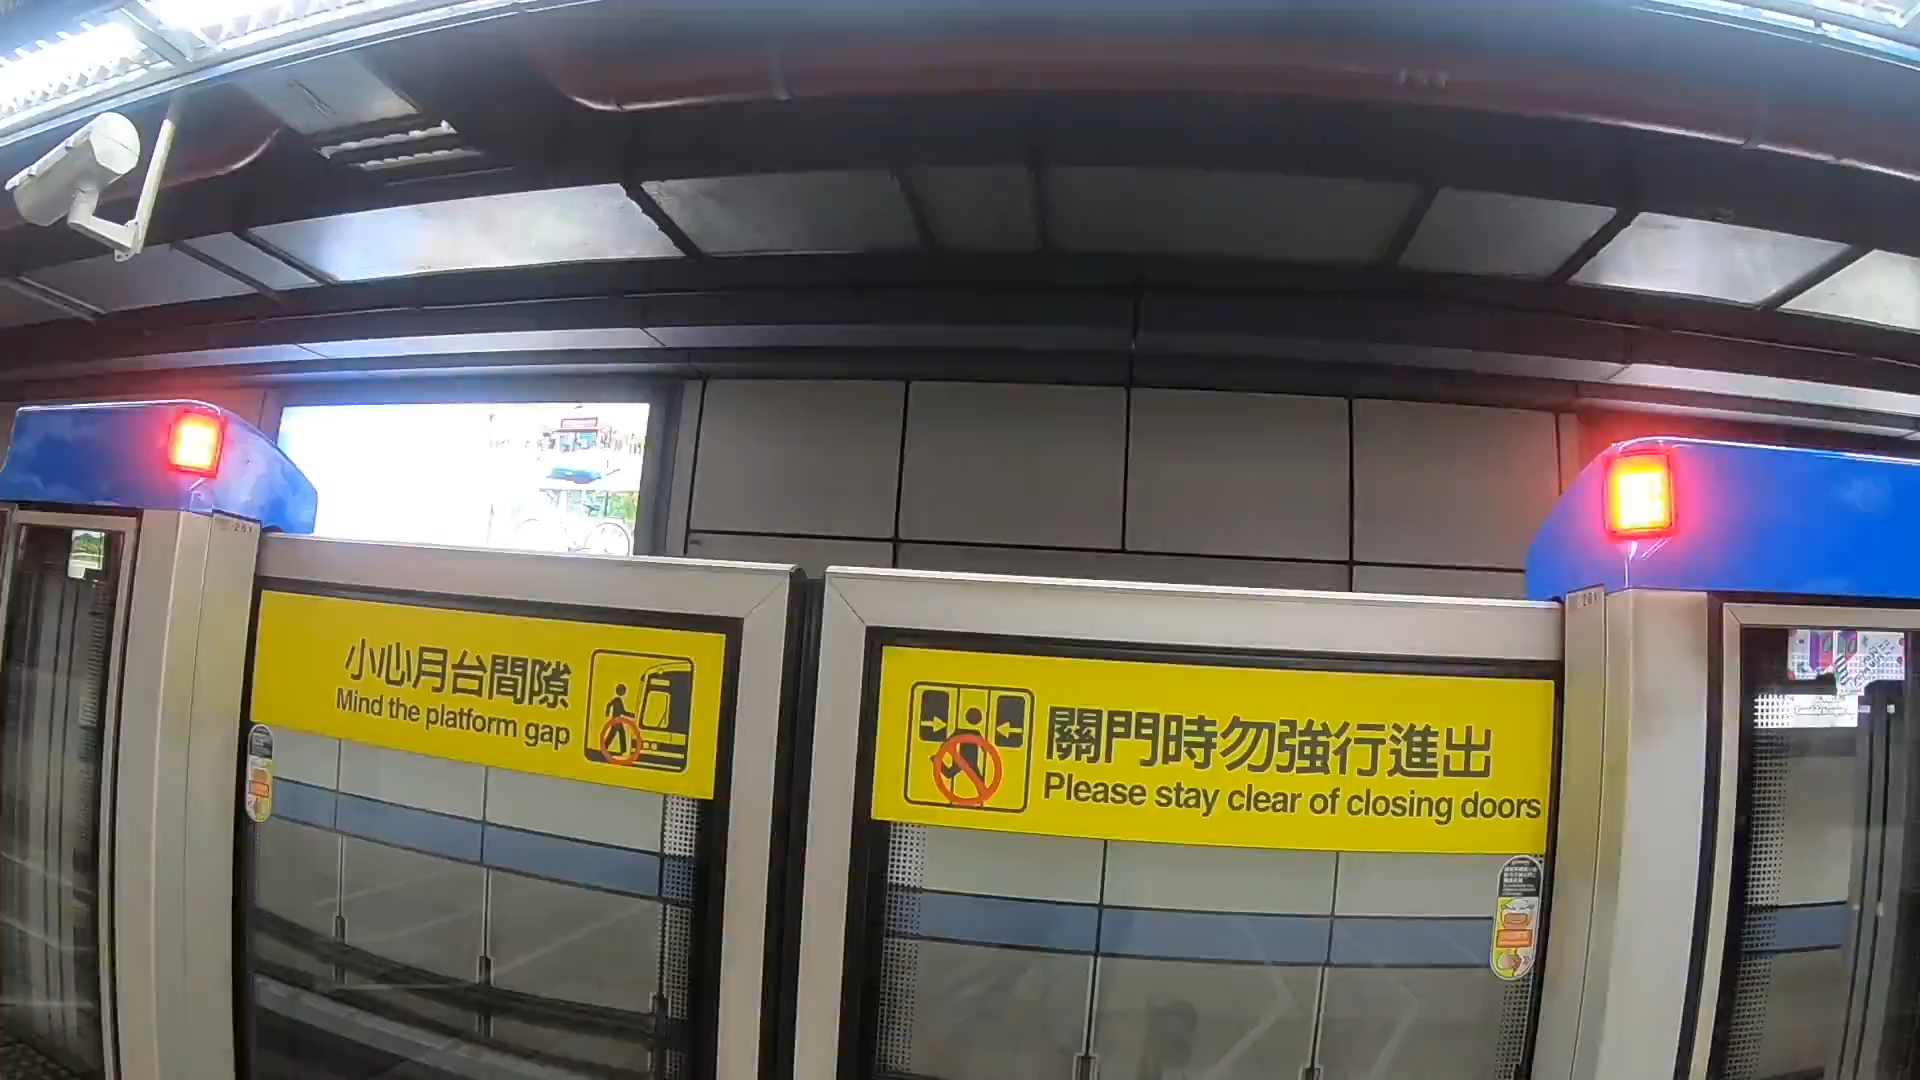 小心月台間隙
Mind the platform gap
關門時勿強行進出
Please stay clear of closing doors